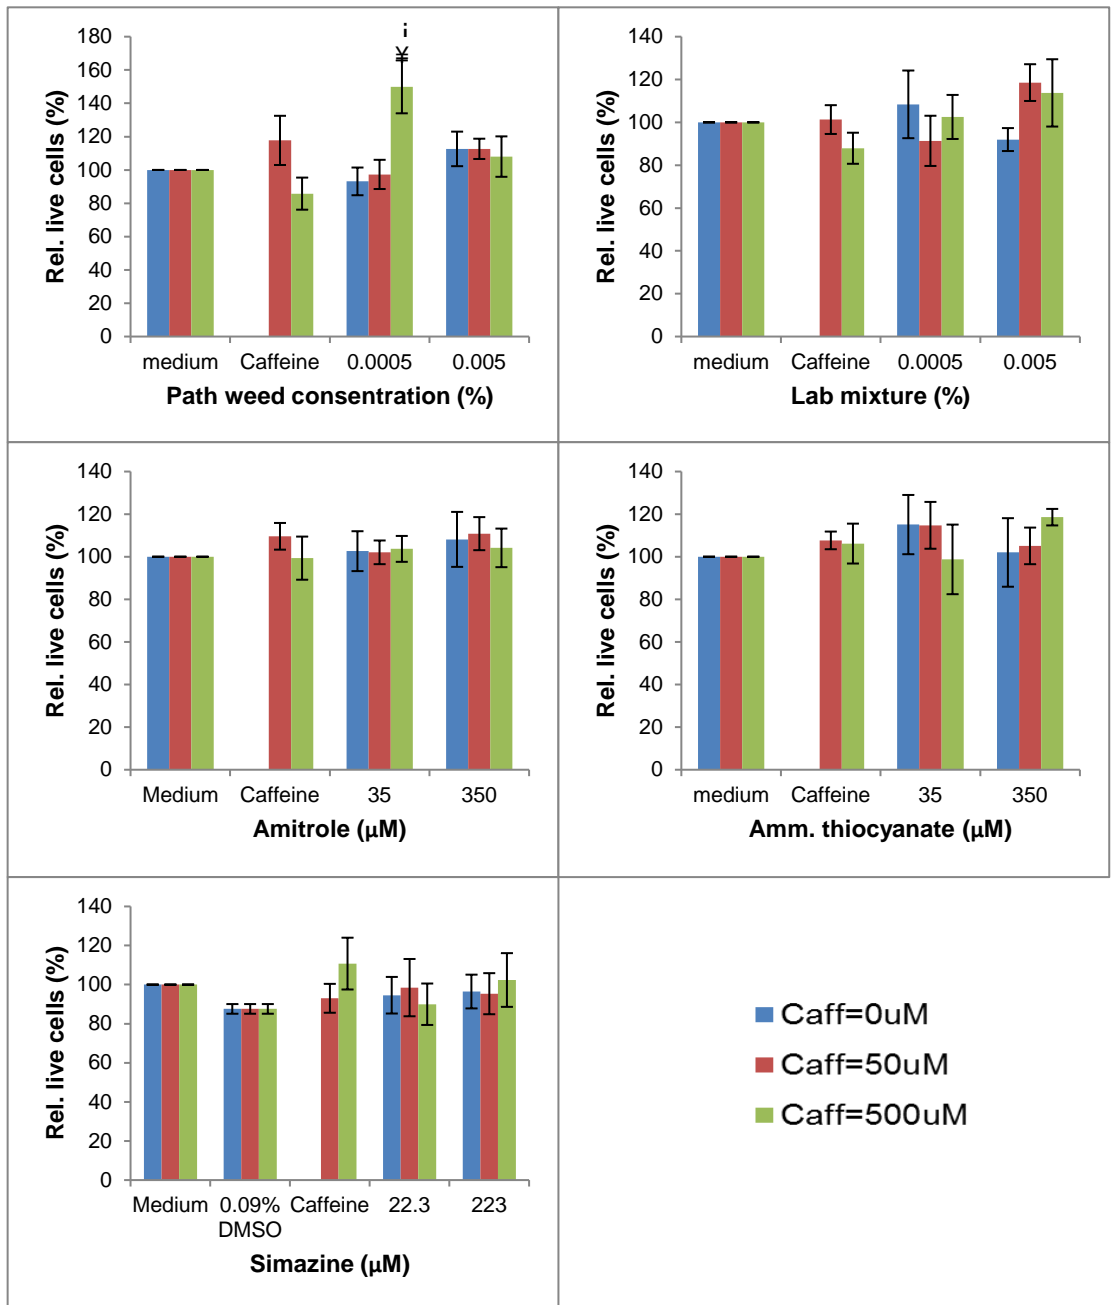 i
¥
Rel. live cells (%)
180
160
140
120
100
80
60
40
20
0
medium Caffeine 0.0005 0.005
Path weed consentration (%)
Rel. live cells (%)
140
120
100
80
60
40
20
0
medium Caffeine 0.0005 0.005
Lab mixture (%)
Rel. live cells (%)
140
120
100
80
60
40
20
0
Medium Caffeine 35 350
Amitrole (µM)
Rel. live cells (%)
140
120
100
80
60
40
20
0
medium Caffeine 35 350
Amm. thiocyanate (µM)
Rel. live cells (%)
140
120
100
80
60
40
20
0
Medium 0.09% Caffeine 22.3 223
DMSO
Simazine (µM)
Caff=0uM
Caff=50uM
Caff=500uM